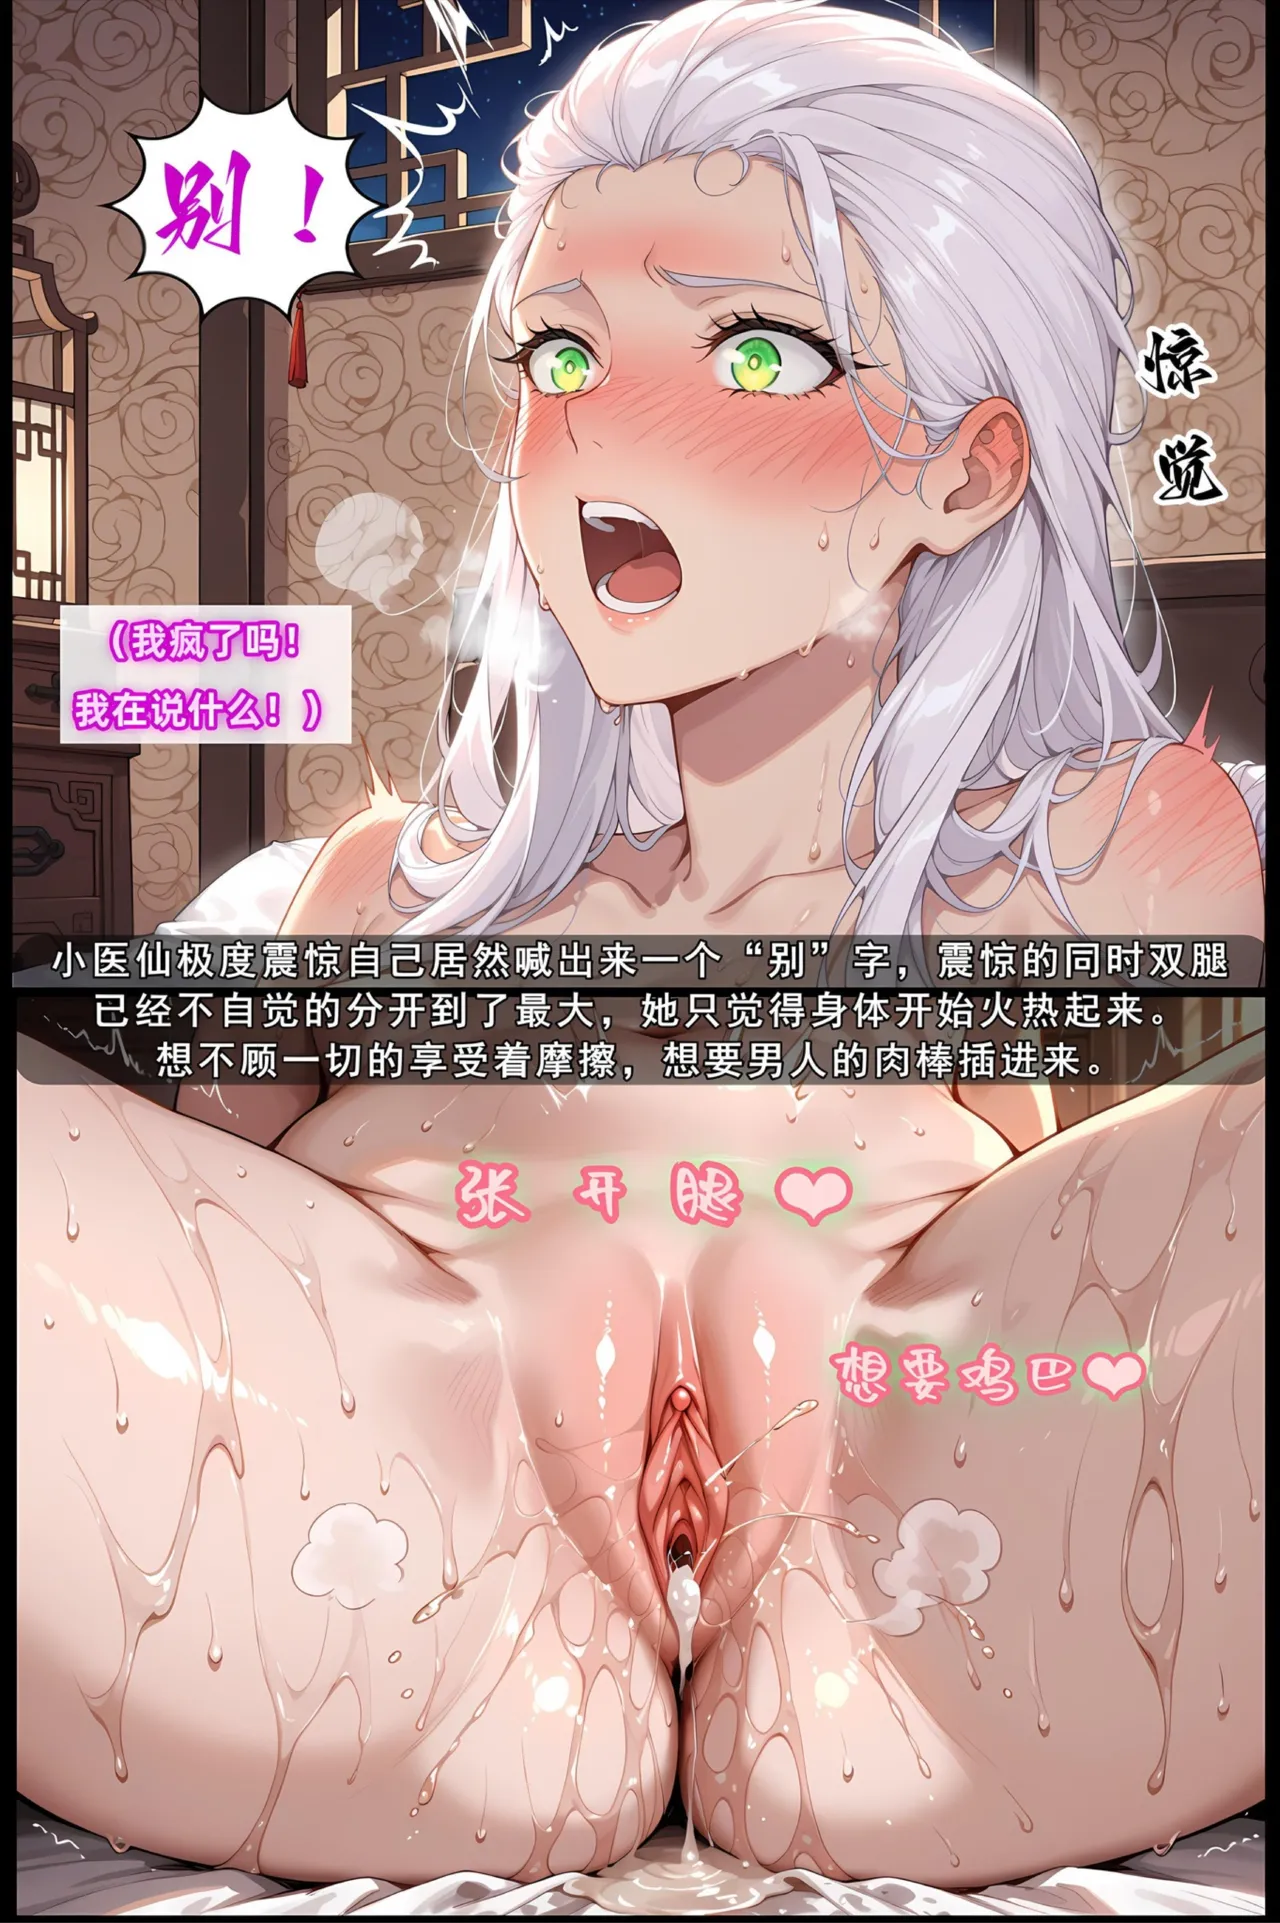 别！
惊觉
（我疯了吗！
我在说什么！）
小医仙极度震惊自己居然喊出来一个“别”字，震惊的同时双腿
已经不自觉的分开到了最大，她只觉得身体开始火热起来。
想不顾一切的享受着摩擦，想要男人的肉棒插进来。
张开腿♥
想要鸡巴♥